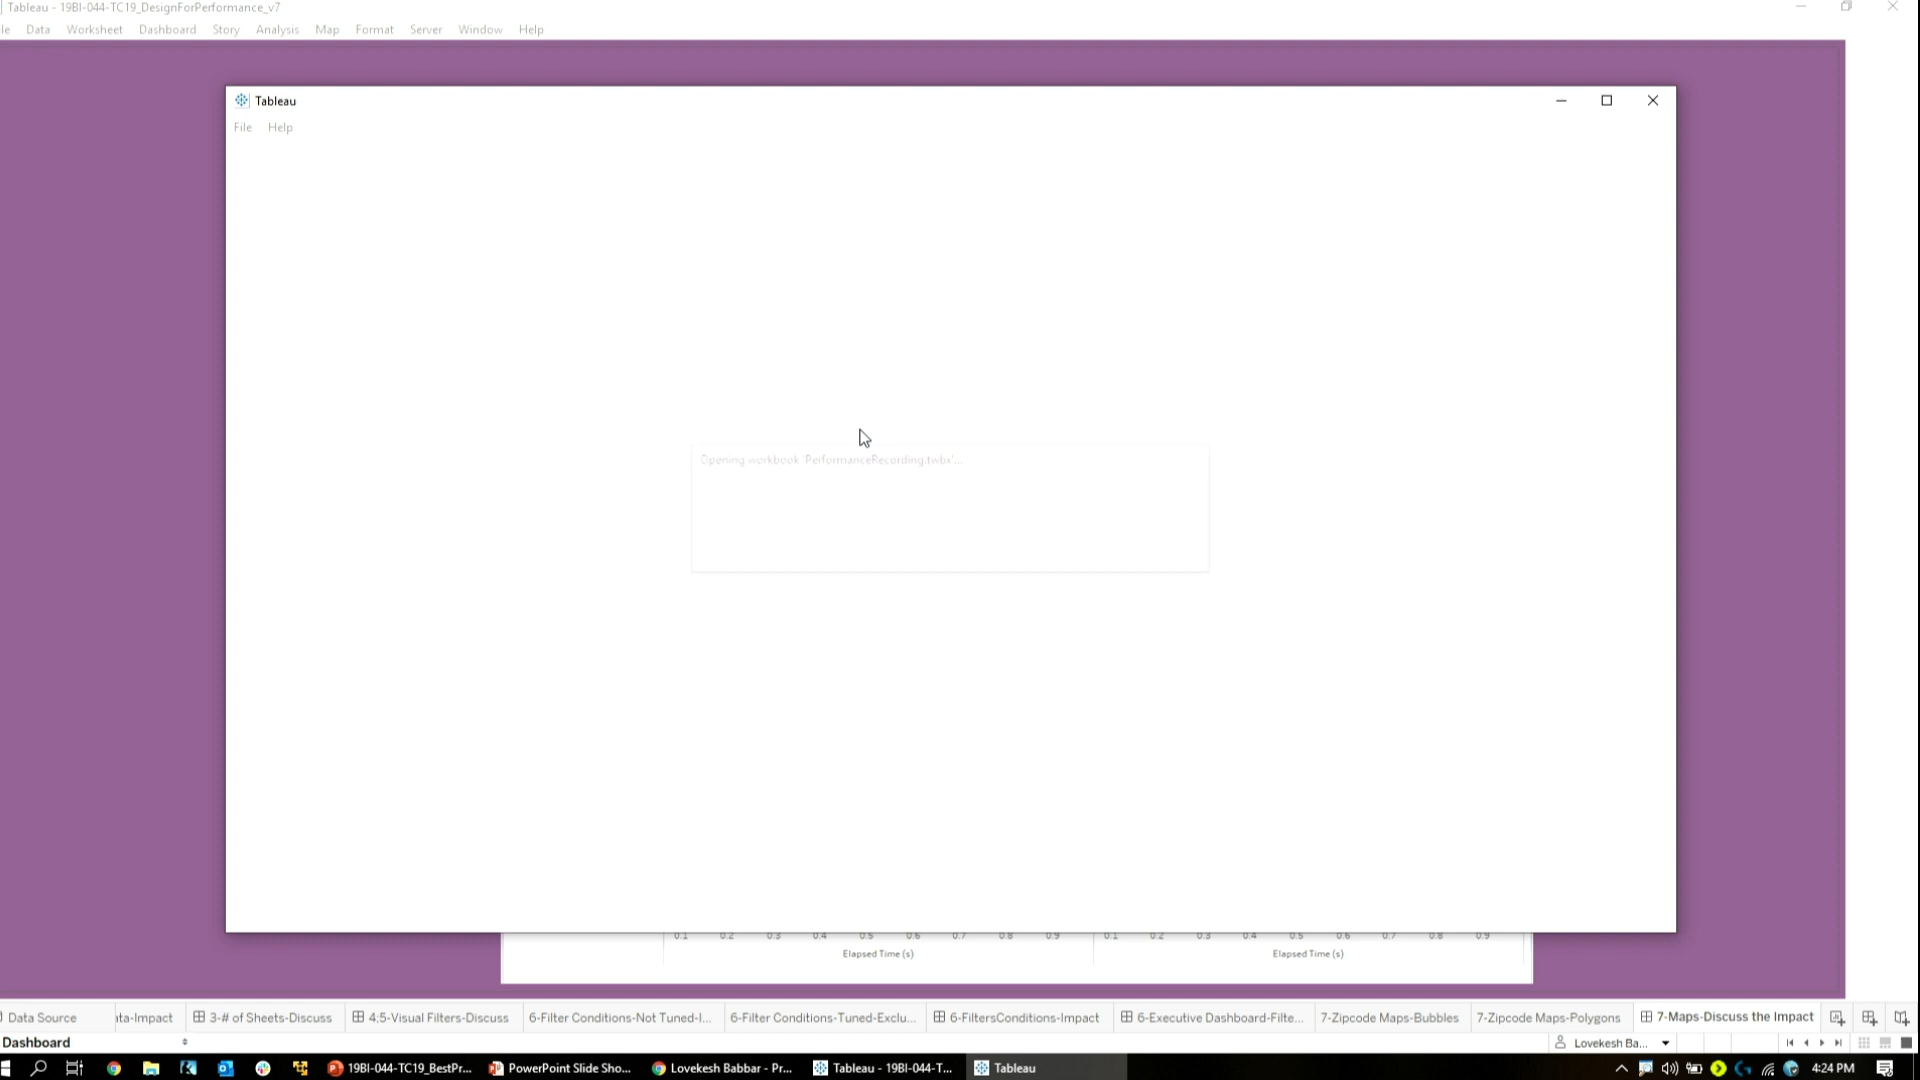 Tableau - 19BI-044-TC19_DesignForPerformance_v7
le Data Worksheet Dashboard Story Analysis Map Format Server Window Help
Tableau
File Help
Opening workbook 'PerformanceRecording.twbx'...
0.1 0.2 0.3 0.4 0.5 0.6 0.7 0.8 0.9 0.1 0.2 0.3 0.4 0.5 0.6 0.7 0.8 0.9
Elapsed Time (s) Elapsed Time (s)
Data Source ata-Impact 3-# of Sheets-Discuss 4;5-Visual Filters-Discuss 6-Filter Conditions-Not Tuned-I... 6-Filter Conditions-Tuned-Exclu... 6-FiltersConditions-Impact 6-Executive Dashboard-Filte... 7-Zipcode Maps-Bubbles 7-Zipcode Maps-Polygons 7-Maps-Discuss the Impact
Dashboard Lovekesh Ba...
19BI-044-TC19_BestPr... PowerPoint Slide Sho... Lovekesh Babbar - Pr... Tableau - 19BI-044-T... Tableau 4:24 PM